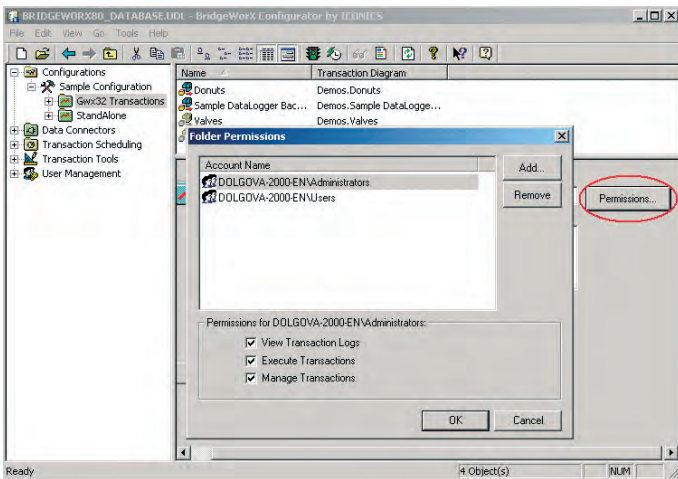 BRIDGEWORX80_DATABASE.UDL - BridgeWorX Configurator by ICONICS
File Edit View Go Tools Help
Configurations
Sample Configuration
Gwx32 Transactions
StandAlone
Data Connectors
Transaction Scheduling
Transaction Tools
User Management
Name Transaction Diagram
Donuts Demos.Donuts
Sample DataLogger Bac... Demos.Sample DataLogge...
Valves Demos.Valves
Folder Permissions
Account Name
DOLGOVA-2000-EN\Administrators
DOLGOVA-2000-EN\Users
Add...
Remove
Permissions...
Permissions for DOLGOVA-2000-EN\Administrators:
View Transaction Logs
Execute Transactions
Manage Transactions
OK Cancel
Ready 4 Object(s) NUM